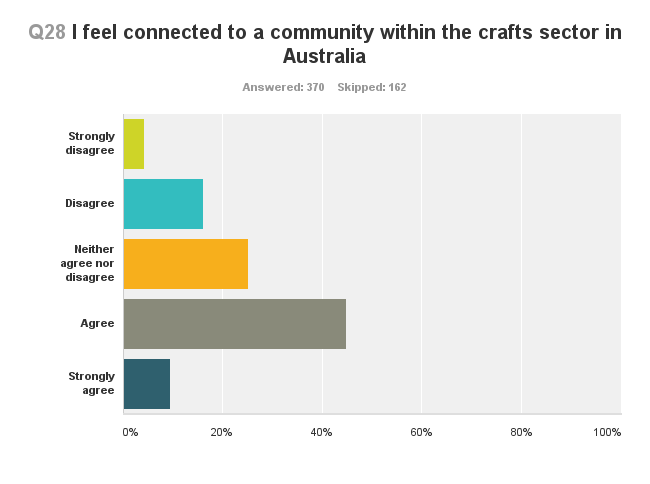 Q28 I feel connected to a community within the crafts sector in
Australia
Answered: 370 Skipped: 162
Strongly
disagree
Disagree
Neither
agree nor
disagree
Agree
Strongly
agree
0% 20% 40% 60% 80% 100%